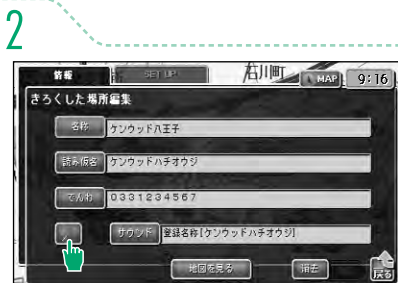 2
情報 SET UP 石川町 MAP 9:16
きろくした場所編集
名称 ケンウッド八王子
読み仮名 ケンウッドハチオウジ
でんわ 0331234567
サウンド 登録名称[ケンウッドハチオウジ]
地図を見る 消去 戻る